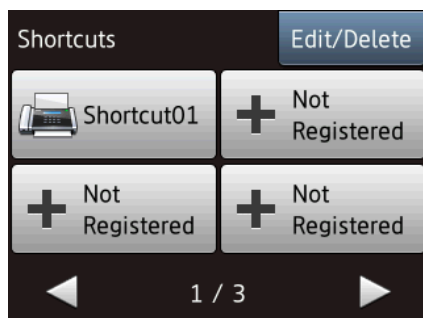 Shortcuts
Edit/Delete
Shortcut01
Not
Registered
Not
Registered
Not
Registered
1 / 3